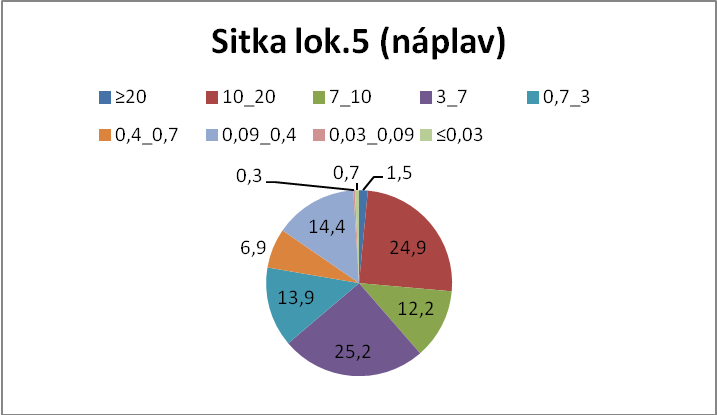 Sitka lok.5 (náplav)
≥20 10_20 7_10 3_7 0,7_3
0,4_0,7 0,09_0,4 0,03_0,09 ≤0,03
0,3 0,7 1,5
14,4 24,9
6,9
13,9 12,2
25,2